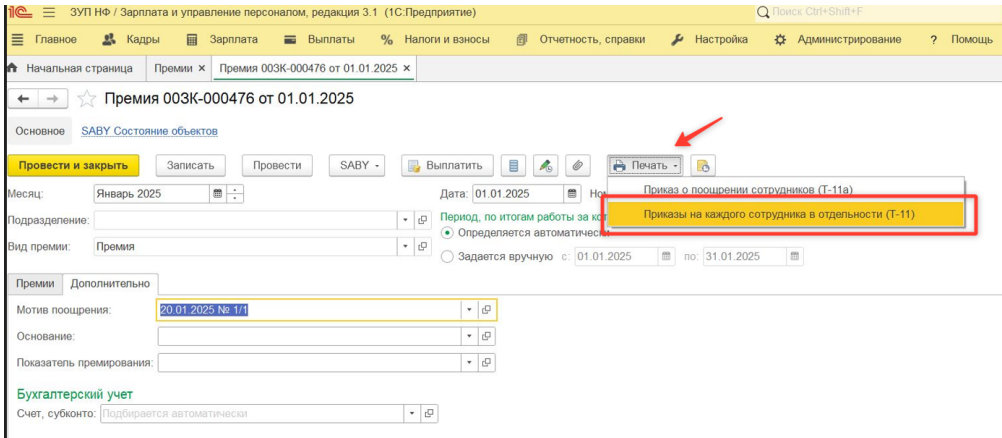 1С ЗУП НФ / Зарплата и управление персоналом, редакция 3.1 (1С:Предприятие) Поиск Ctrl+Shift+F
Главное Кадры Зарплата Выплаты % Налоги и взносы Отчетность, справки Настройка Администрирование ? Помощь
Начальная страница Премии × Премия 00ЗК-000476 от 01.01.2025 ×
Премия 00ЗК-000476 от 01.01.2025
Основное SABY Состояние объектов
Провести и закрыть Записать Провести SABY Выплатить Печать
Месяц: Январь 2025 Дата: 01.01.2025 Приказ о поощрении сотрудников (Т-11а)
Подразделение: Период, по итогам работы за Приказы на каждого сотрудника в отдельности (Т-11)
Определяется автоматически
Вид премии: Премия Задается вручную с: 01.01.2025 по: 31.01.2025
Премии Дополнительно
Мотив поощрения: 20.01.2025 № 1/1
Основание:
Показатель премирования:
Бухгалтерский учет
Счет, субконто: Подбирается автоматически